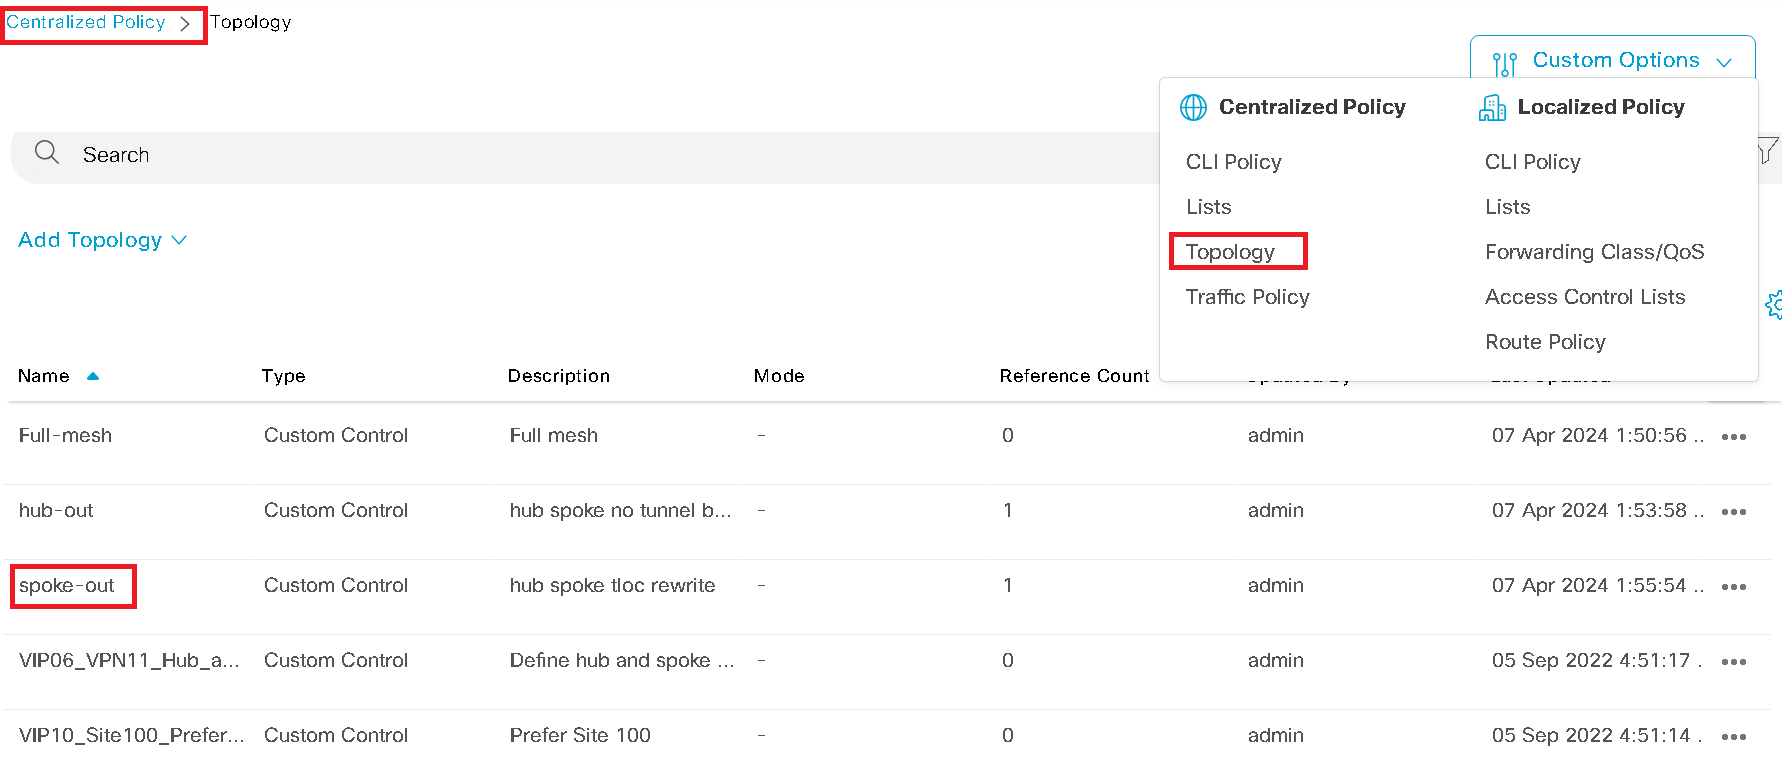 Centralized Policy > Topology
Custom Options
Centralized Policy
CLI Policy
Lists
Topology
Traffic Policy
Localized Policy
CLI Policy
Lists
Forwarding Class/QoS
Access Control Lists
Route Policy
Search
Add Topology
Name Type Description Mode Reference Count
Full-mesh Custom Control Full mesh - 0 admin 07 Apr 2024 1:50:56 ..
hub-out Custom Control hub spoke no tunnel b... - 1 admin 07 Apr 2024 1:53:58 ..
spoke-out Custom Control hub spoke tloc rewrite - 1 admin 07 Apr 2024 1:55:54 ..
VIP06_VPN11_Hub_a... Custom Control Define hub and spoke ... - 0 admin 05 Sep 2022 4:51:17 .
VIP10_Site100_Prefer... Custom Control Prefer Site 100 - 0 admin 05 Sep 2022 4:51:14 .